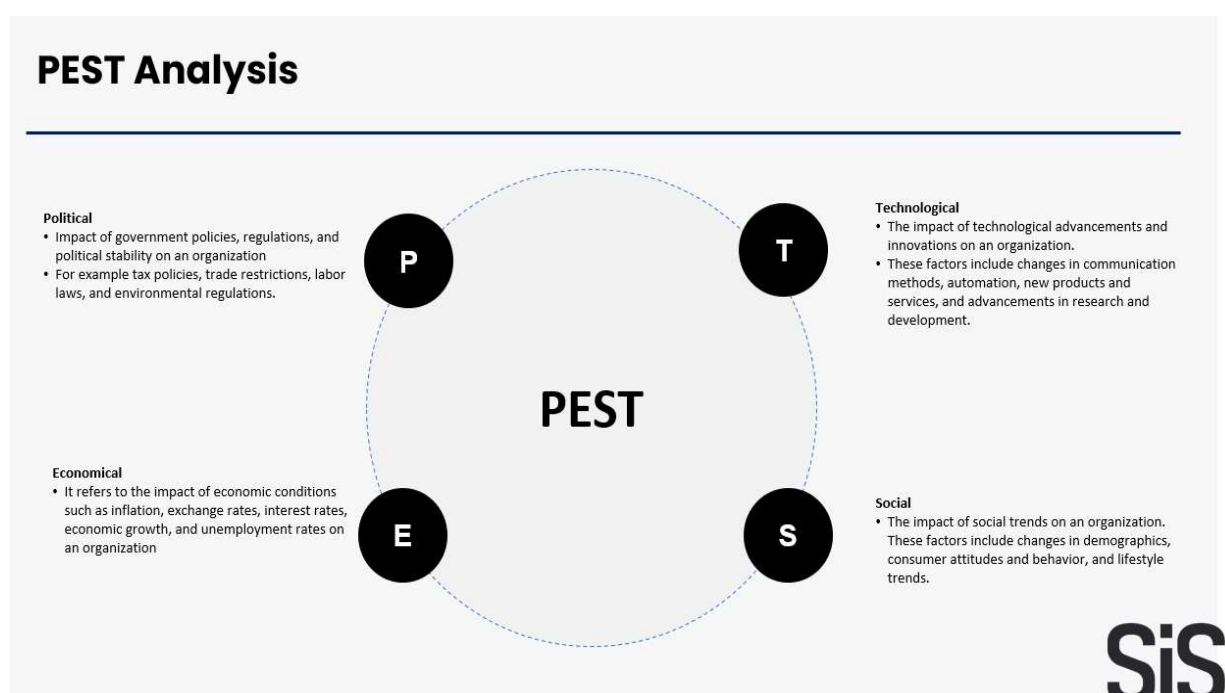 PEST Analysis
Political
• Impact of government policies, regulations, and
political stability on an organization
• For example tax policies, trade restrictions, labor
laws, and environmental regulations.
P
T
Technological
• The impact of technological advancements and
innovations on an organization.
• These factors include changes in communication
methods, automation, new products and
services, and advancements in research and
development.
PEST
Economical
• It refers to the impact of economic conditions
such as inflation, exchange rates, interest rates,
economic growth, and unemployment rates on
an organization
E
S
Social
• The impact of social trends on an organization.
These factors include changes in demographics,
consumer attitudes and behavior, and lifestyle
trends.
SiS